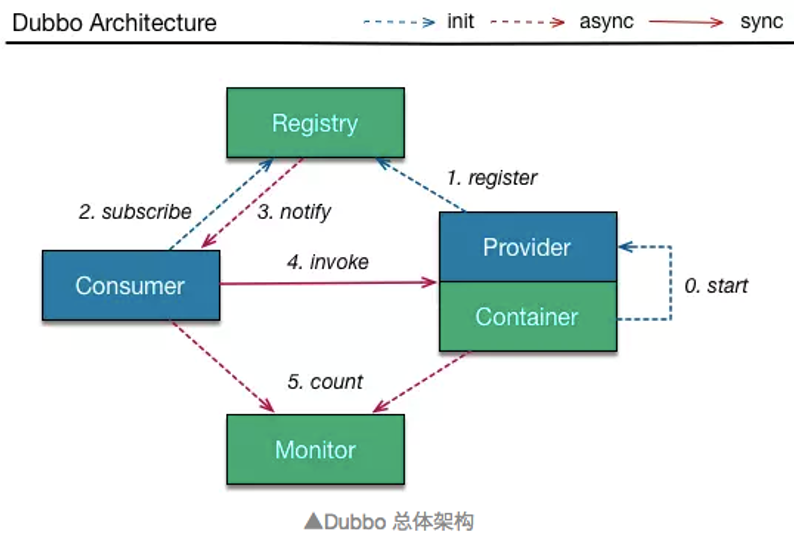 Dubbo Architecture
init
async
sync
Registry
1. register
2. subscribe
3. notify
Provider
4. invoke
Consumer
0. start
Container
5. count
Monitor
▲Dubbo 总体架构